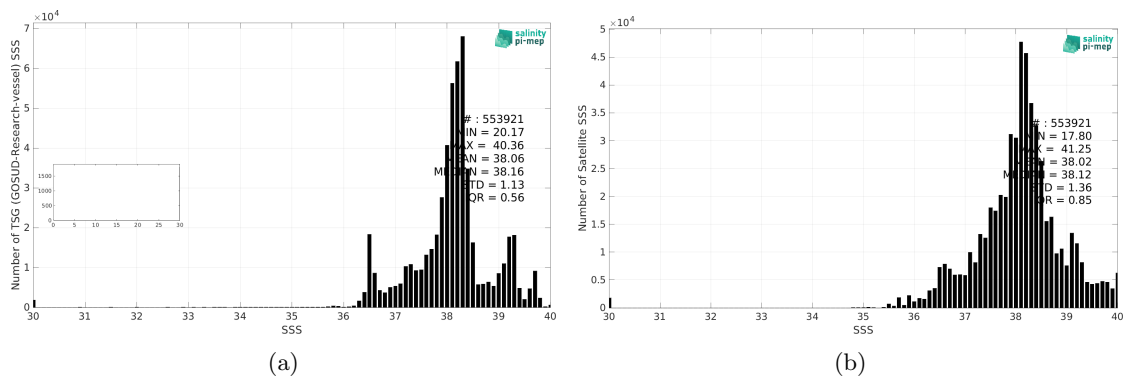 ×10⁴
7
6
5
4
3
2
1
0
Number of TSG (GOSUD-Research-vessel) SSS
salinity
pi-mep
# : 553921
MIN = 20.17
MAX = 40.36
MEAN = 38.06
MEDIAN = 38.16
STD = 1.13
IQR = 0.56
1500
1000
500
0
0 5 10 15 20 25 30
30 31 32 33 34 35 36 37 38 39 40
SSS
(a)
×10⁴
5
4.5
4
3.5
3
2.5
2
1.5
1
0.5
0
Number of Satellite SSS
salinity
pi-mep
# : 553921
MIN = 17.80
MAX = 41.25
MEAN = 38.02
MEDIAN = 38.12
STD = 1.36
IQR = 0.85
30 31 32 33 34 35 36 37 38 39 40
SSS
(b)